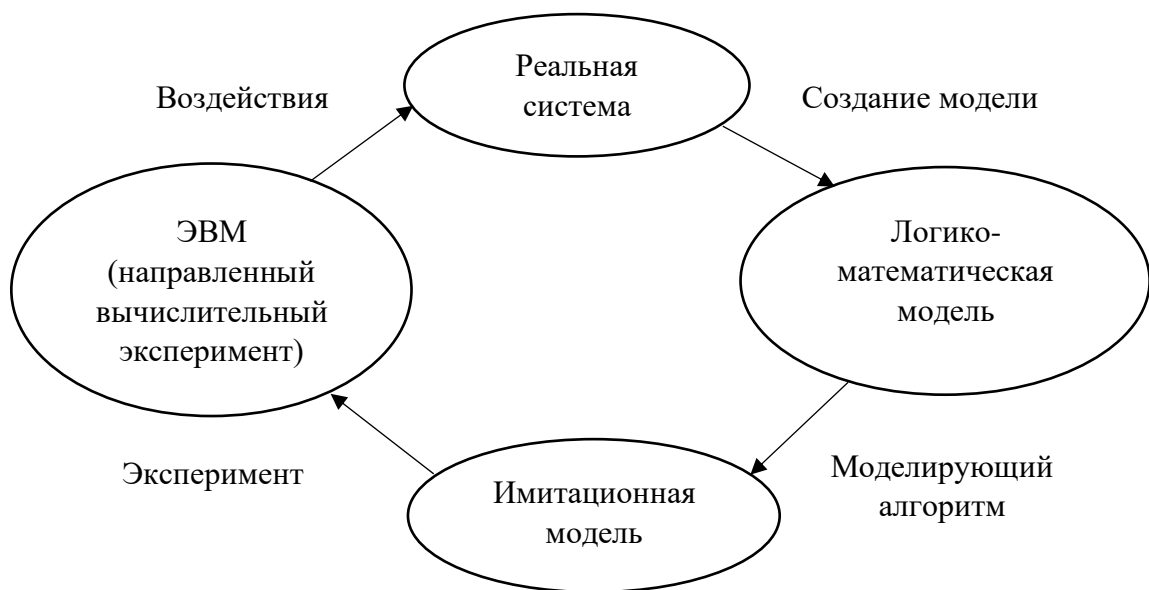 Реальная
система
Воздействия
Создание модели
ЭВМ
(направленный
вычислительный
эксперимент)
Логико-
математическая
модель
Эксперимент
Имитационная
модель
Моделирующий
алгоритм